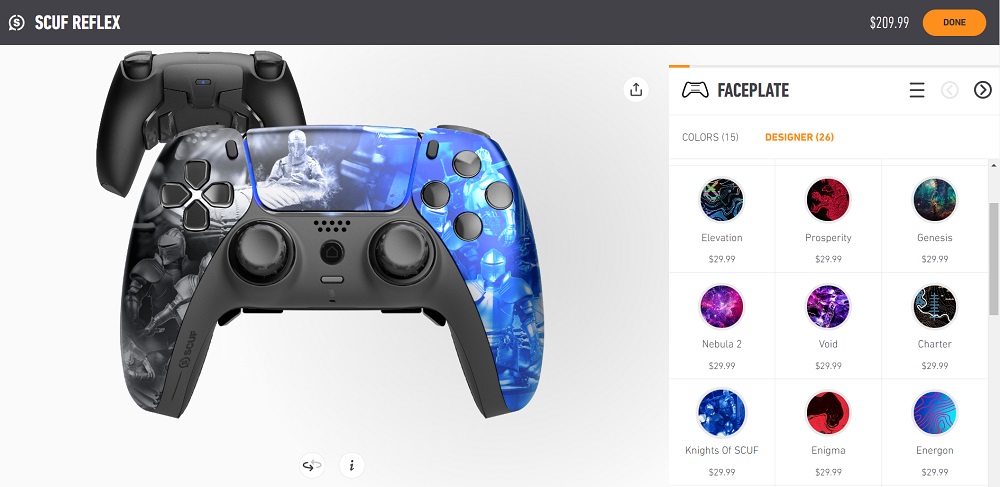 SCUF REFLEX
$209.99
DONE
FACEPLATE
COLORS (15)
DESIGNER (26)
Elevation
$29.99
Prosperity
$29.99
Genesis
$29.99
Nebula 2
$29.99
Void
$29.99
Charter
$29.99
Knights Of SCUF
$29.99
Enigma
$29.99
Energon
$29.99
SCUF
i